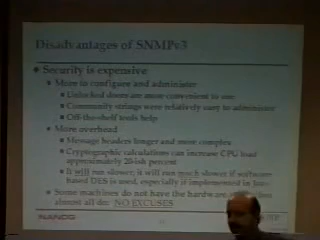 Disadvantages of SNMPv3
Security is expensive
More to configure and administer
Unlocked doors are more convenient to use
Community strings were relatively easy to administer
Off-the-shelf tools help
More overhead
Message headers longer and more complex
Cryptographic calculations can increase CPU load
approximately 20-ish percent
It will run slower; it will run much slower if software
based DES is used, especially if implemented in Java
Some machines do not have the hardware
almost all do: NO EXCUSES
NANOG